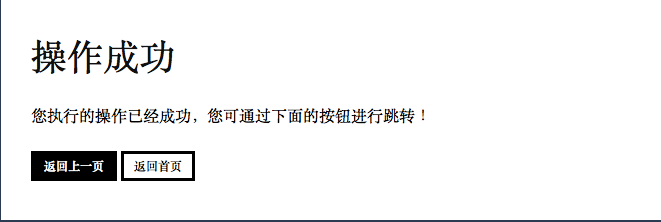 操作成功
您执行的操作已经成功，您可通过下面的按钮进行跳转！
返回上一页 返回首页